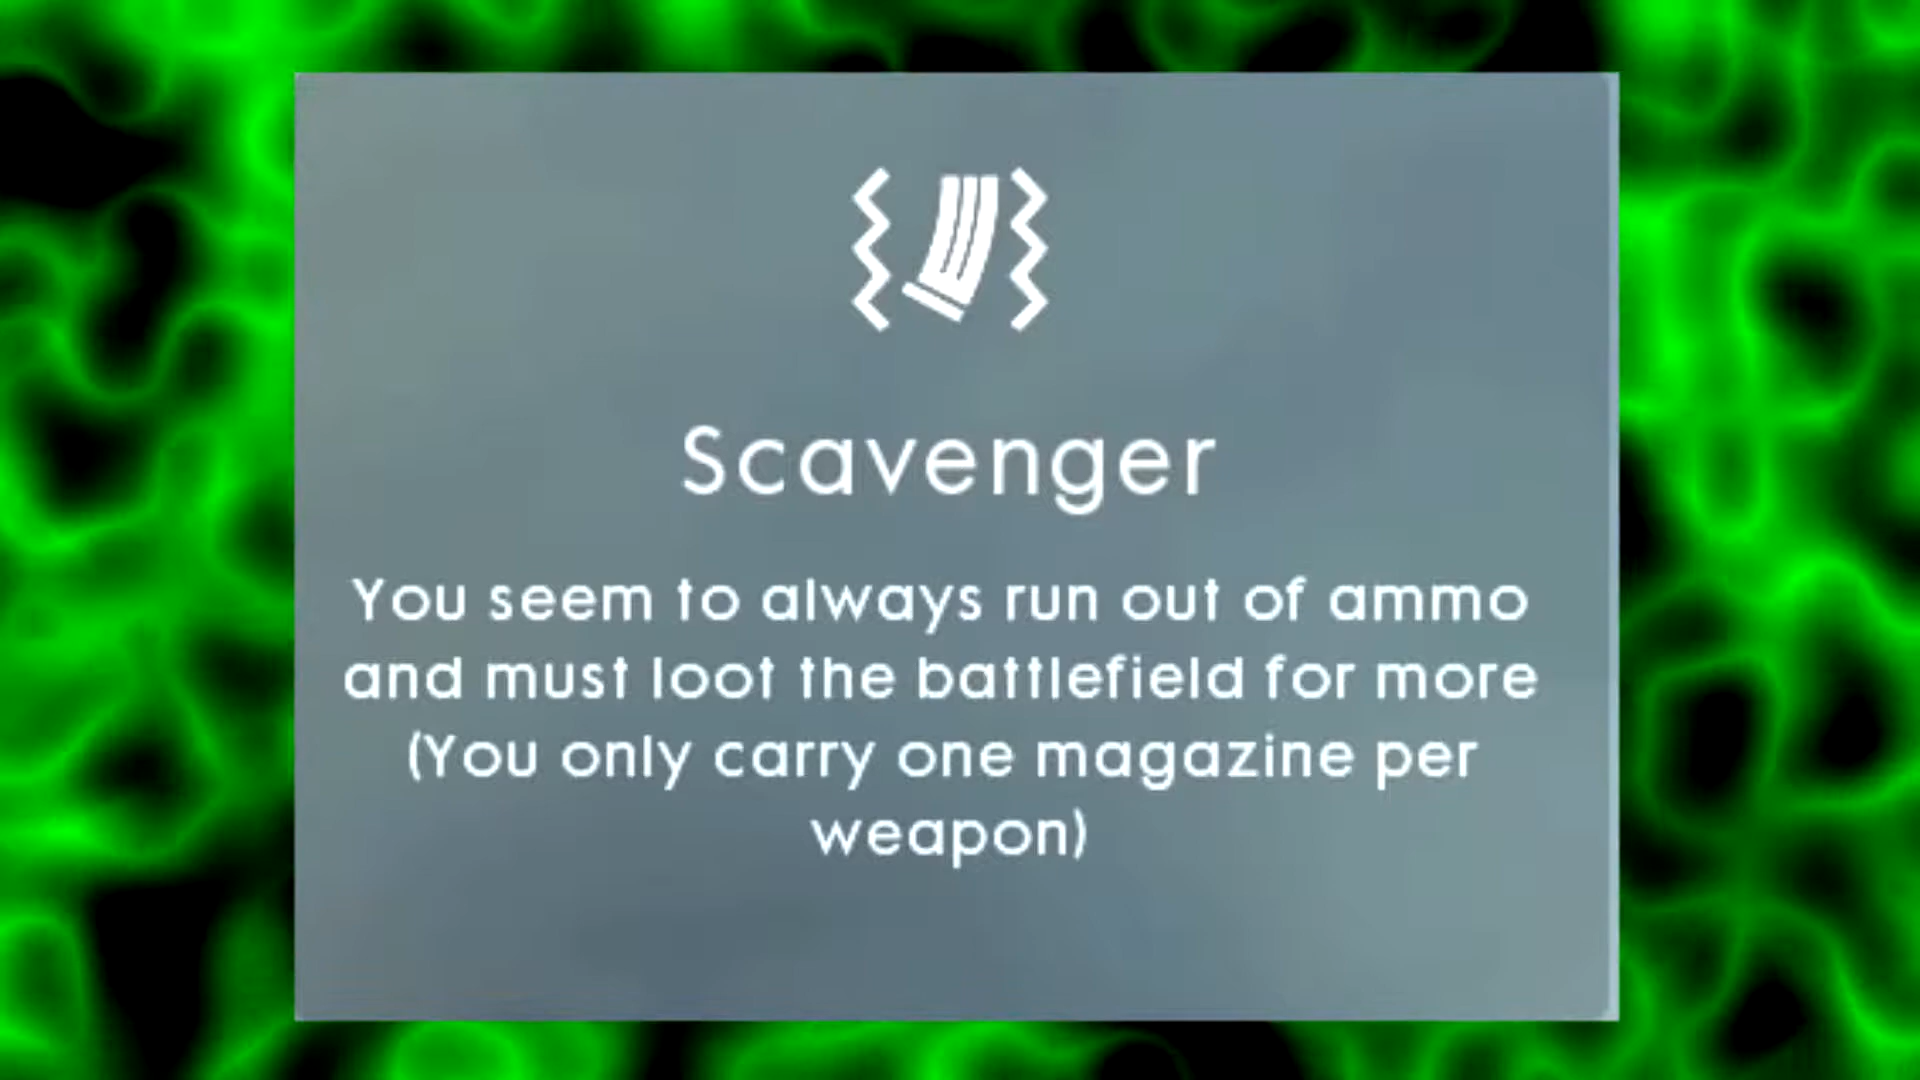 Scavenger
You seem to always run out of ammo
and must loot the battlefield for more
(You only carry one magazine per
weapon)